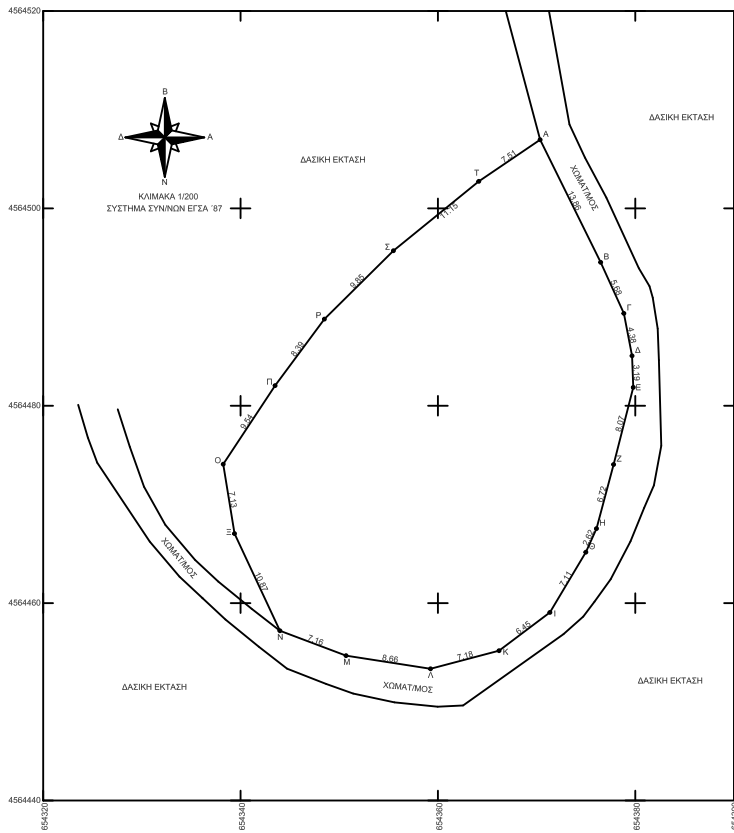 4564520
Β
Δ
Α
Ν
ΚΛΙΜΑΚΑ 1/200
ΣΥΣΤΗΜΑ ΣΥΝ/ΝΩΝ ΕΓΣΑ ΄87
ΔΑΣΙΚΗ ΕΚΤΑΣΗ
ΔΑΣΙΚΗ ΕΚΤΑΣΗ
Α
7.51
Τ
ΧΩΜΑΤ/ΜΟΣ
13.86
11.15
4564500
Σ
Β
9.85
5.68
Ρ
Γ
4.38
8.39
Δ
3.19
Π
Ε
4564480
9.54
8.07
Ο
Ζ
7.13
6.72
Ξ
Η
2.62
Θ
ΧΩΜΑΤ/ΜΟΣ
10.87
7.11
4564460
Ι
6.45
Ν
7.16
Κ
7.18
Μ
8.66
Λ
ΧΩΜΑΤ/ΜΟΣ
ΔΑΣΙΚΗ ΕΚΤΑΣΗ
ΔΑΣΙΚΗ ΕΚΤΑΣΗ
4564440
654320
654340
654360
654380